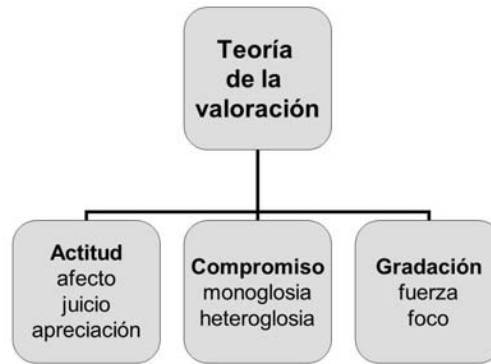 Teoría
de la
valoración
Actitud
afecto
juicio
apreciación
Compromiso
monoglosia
heteroglosia
Gradación
fuerza
foco